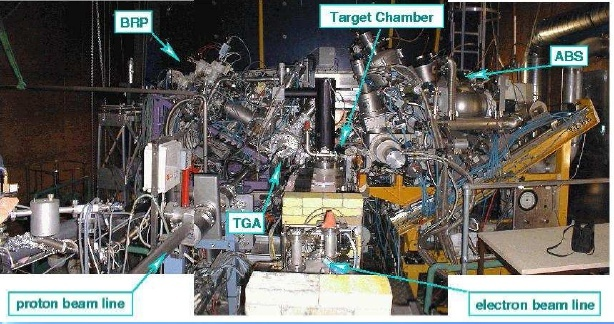 Target Chamber
BRP
ABS
TGA
proton beam line
electron beam line